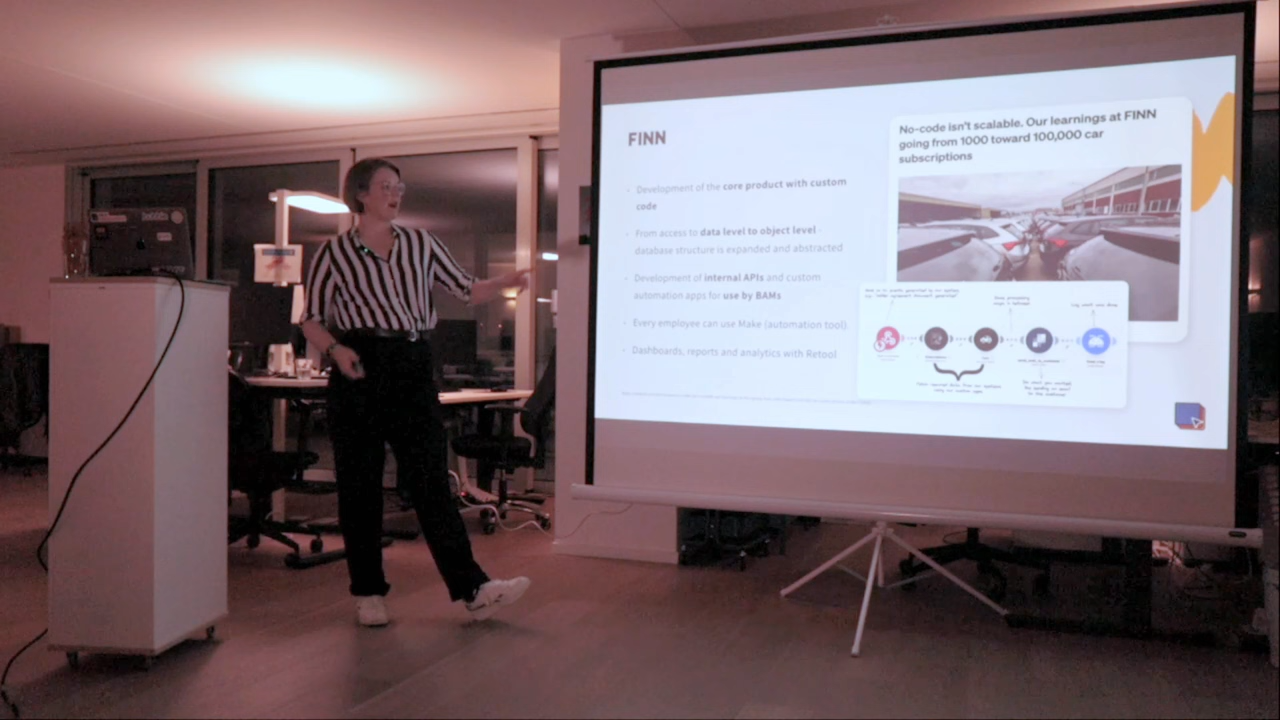 FINN
Development of the core product with custom
code
From access to data level to object level -
database structure is expanded and abstracted
Development of internal APIs and custom
automation apps for use by BAMs
Every employee can use Make (automation tool)
Dashboards, reports and analytics with Retool
No-code isn't scalable. Our learnings at FINN
going from 1000 toward 100,000 car
subscriptions